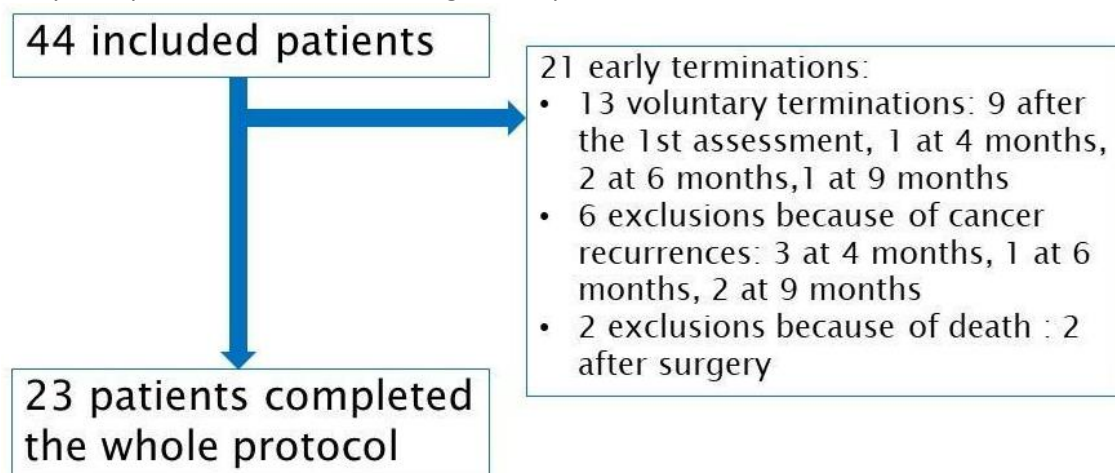 44 included patients
21 early terminations:
• 13 voluntary terminations: 9 after
the 1st assessment, 1 at 4 months,
2 at 6 months,1 at 9 months
• 6 exclusions because of cancer
recurrences: 3 at 4 months, 1 at 6
months, 2 at 9 months
• 2 exclusions because of death : 2
after surgery
23 patients completed
the whole protocol